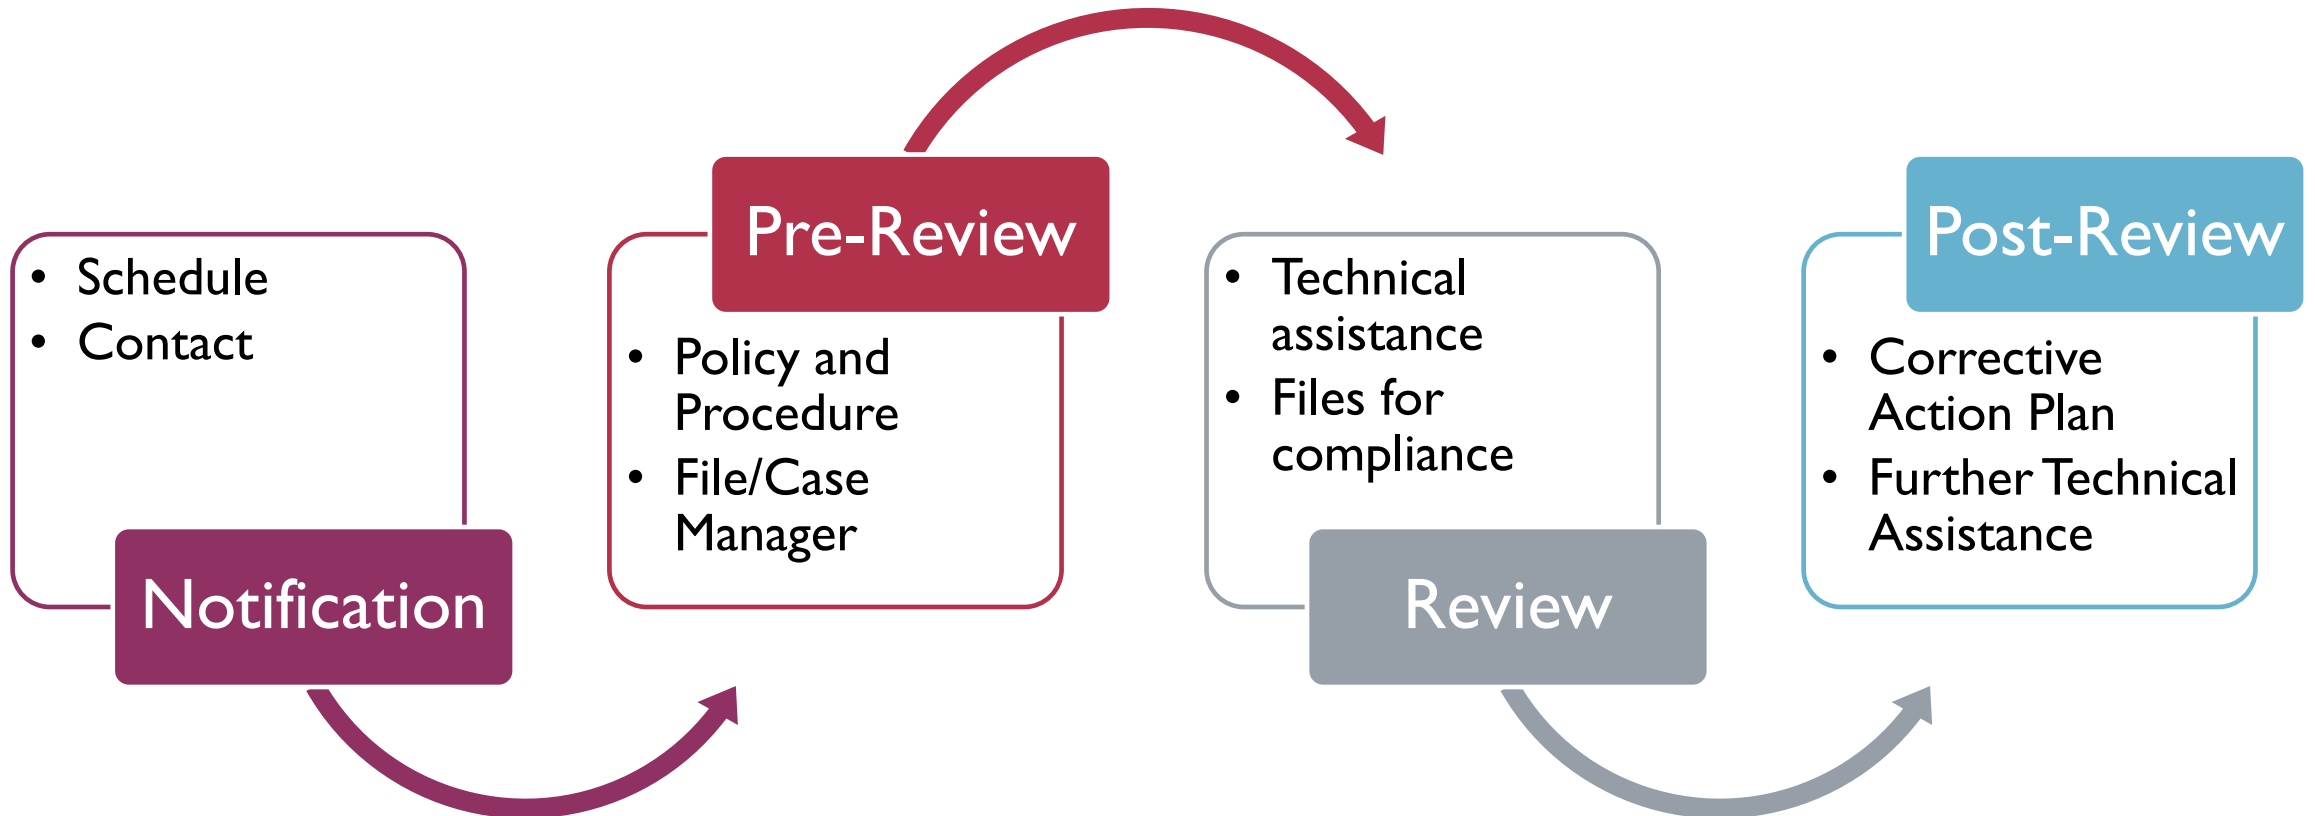 • Schedule
• Contact
Notification
Pre-Review
• Policy and
Procedure
• File/Case
Manager
• Technical
assistance
• Files for
compliance
Review
Post-Review
• Corrective
Action Plan
• Further Technical
Assistance